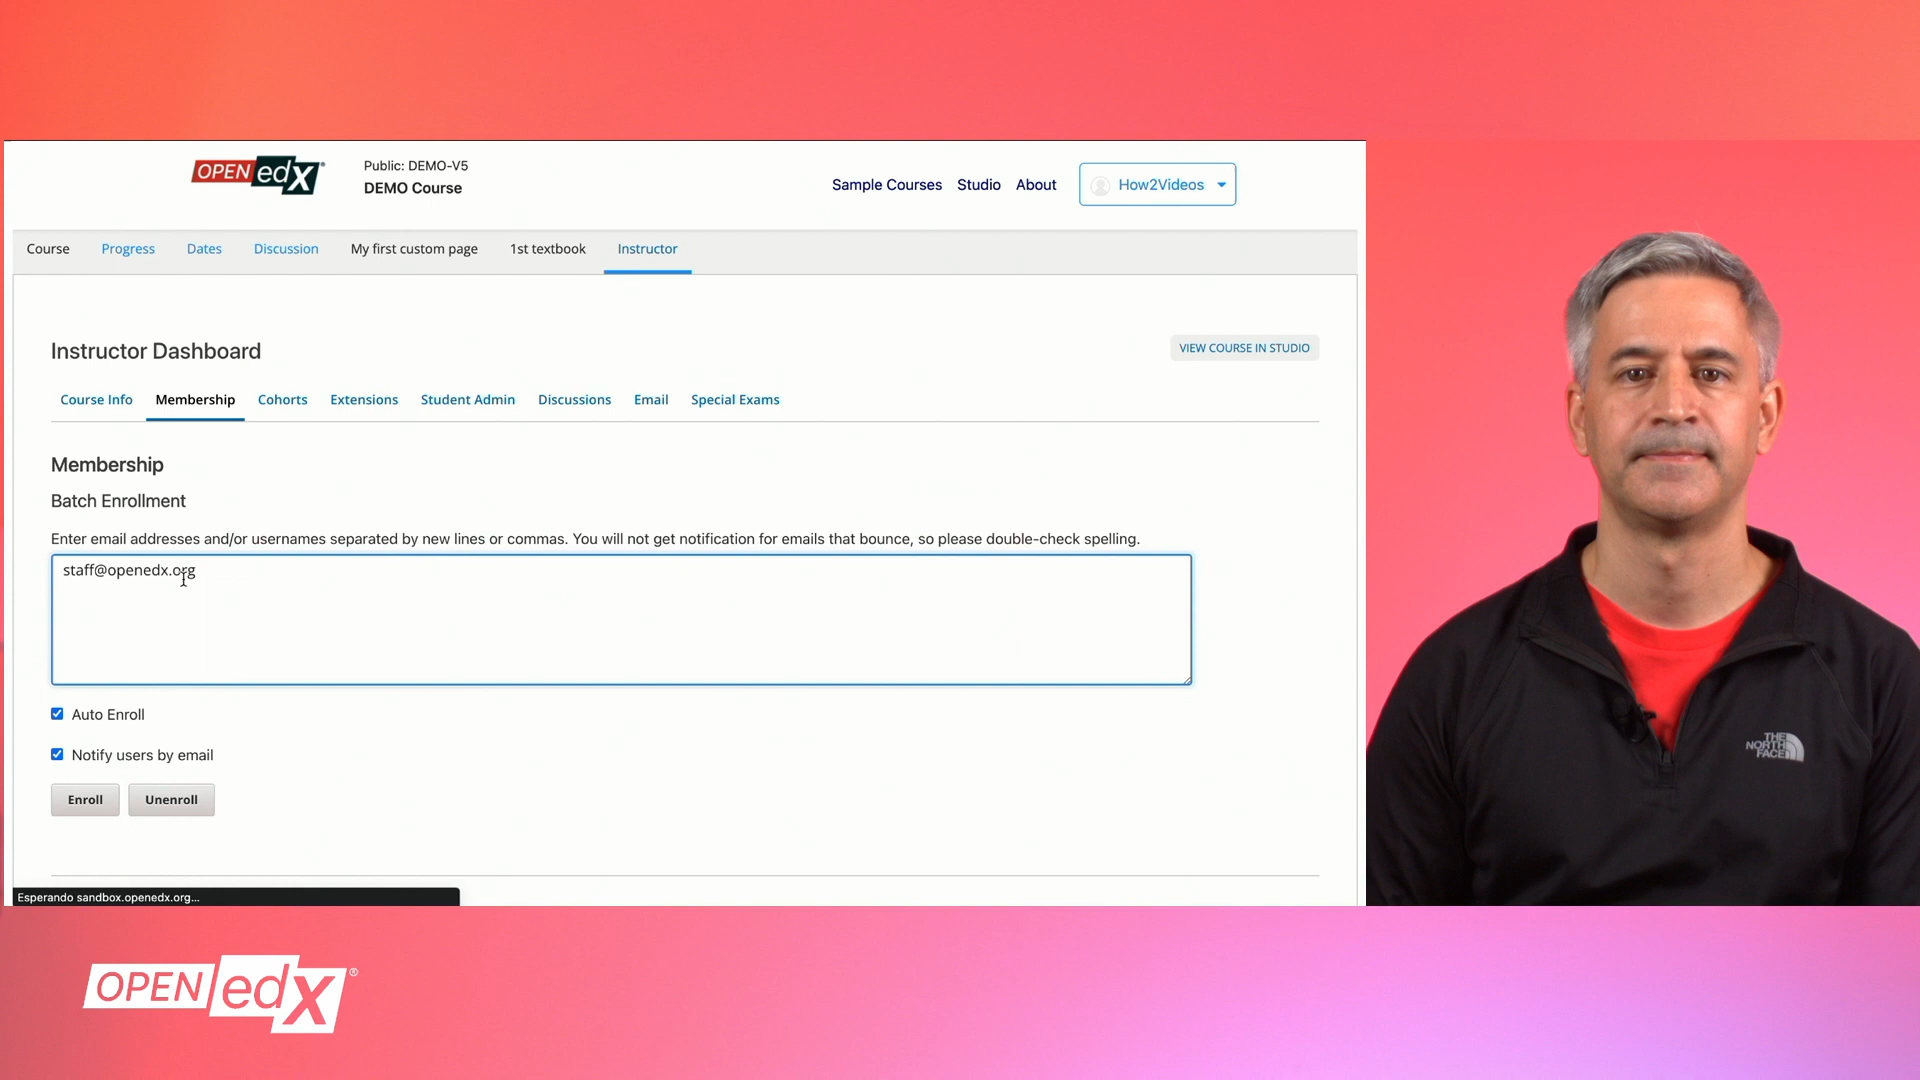 OPEN edX
Public: DEMO-V5
DEMO Course
Sample Courses
Studio
About
How2Videos
Course
Progress
Dates
Discussion
My first custom page
1st textbook
Instructor
Instructor Dashboard
VIEW COURSE IN STUDIO
Course Info
Membership
Cohorts
Extensions
Student Admin
Discussions
Email
Special Exams
Membership
Batch Enrollment
Enter email addresses and/or usernames separated by new lines or commas. You will not get notification for emails that bounce, so please double-check spelling.
staff@openedx.org
Auto Enroll
Notify users by email
Enroll
Unenroll
Esperando sandbox.openedx.org...
THE
NORTH
FACE
OPEN edX®